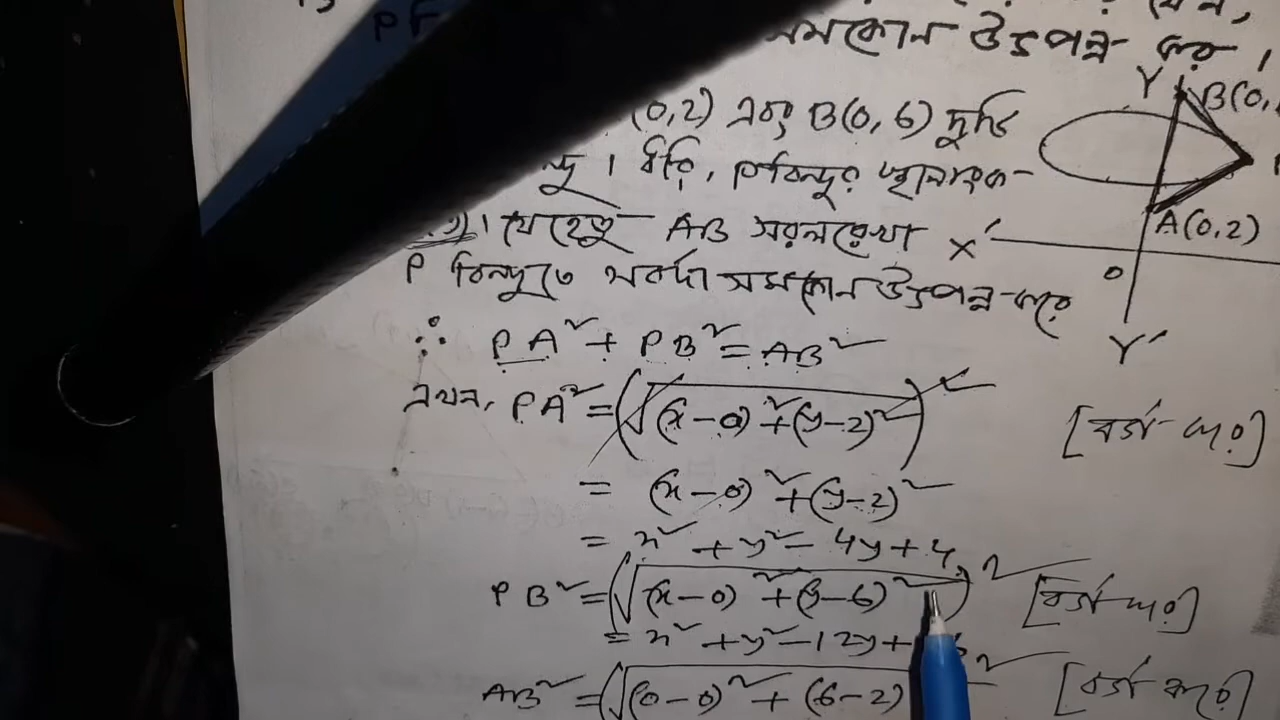 সমকোন উৎপন্ন করে।
(0,2) এবং B(0, 6) দুটি
ন্দু। ধরি, P বিন্দুর স্থানাংক-
যেহেতু AB সরলরেখা
P বিন্দুতে সর্বদা সমকোন উৎপন্ন করে
∴ PA² + PB² = AB²
এখন, PA² = (√(x-0)² + (y-2)²)² [বর্গ করে]
= (x-0)² + (y-2)²
= x² + y² - 4y + 4
PB² = (√(x-0)² + (y-6)²)² [বর্গ করে]
= x² + y² - 12y +
AB² = (√(0-0)² + (6-2) ² [বর্গ করে]
Y
B(0,
A(0,2)
X′
O
Y′